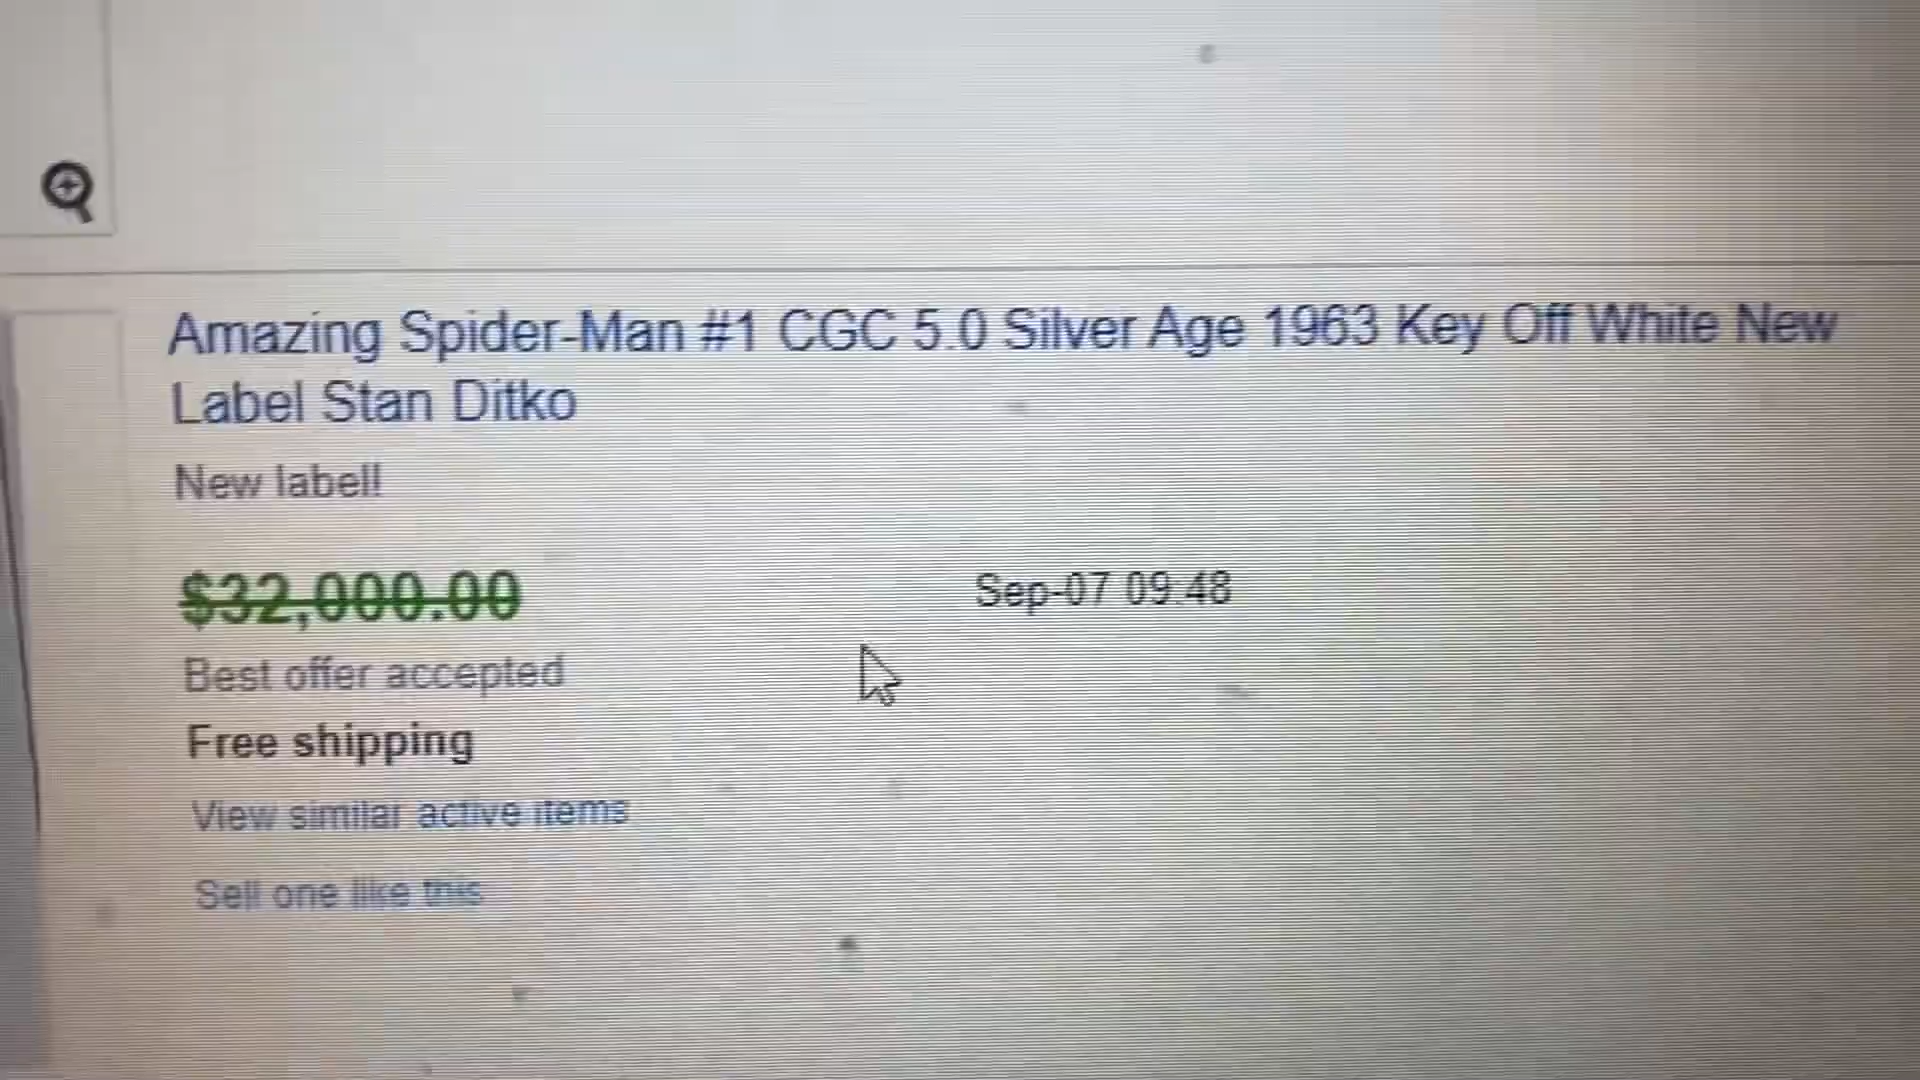 Amazing Spider-Man #1 CGC 5.0 Silver Age 1963 Key Off White New
Label Stan Ditko
New label!
$32,000.00
Sep-07 09:48
Best offer accepted
Free shipping
View similar active items
Sell one like this